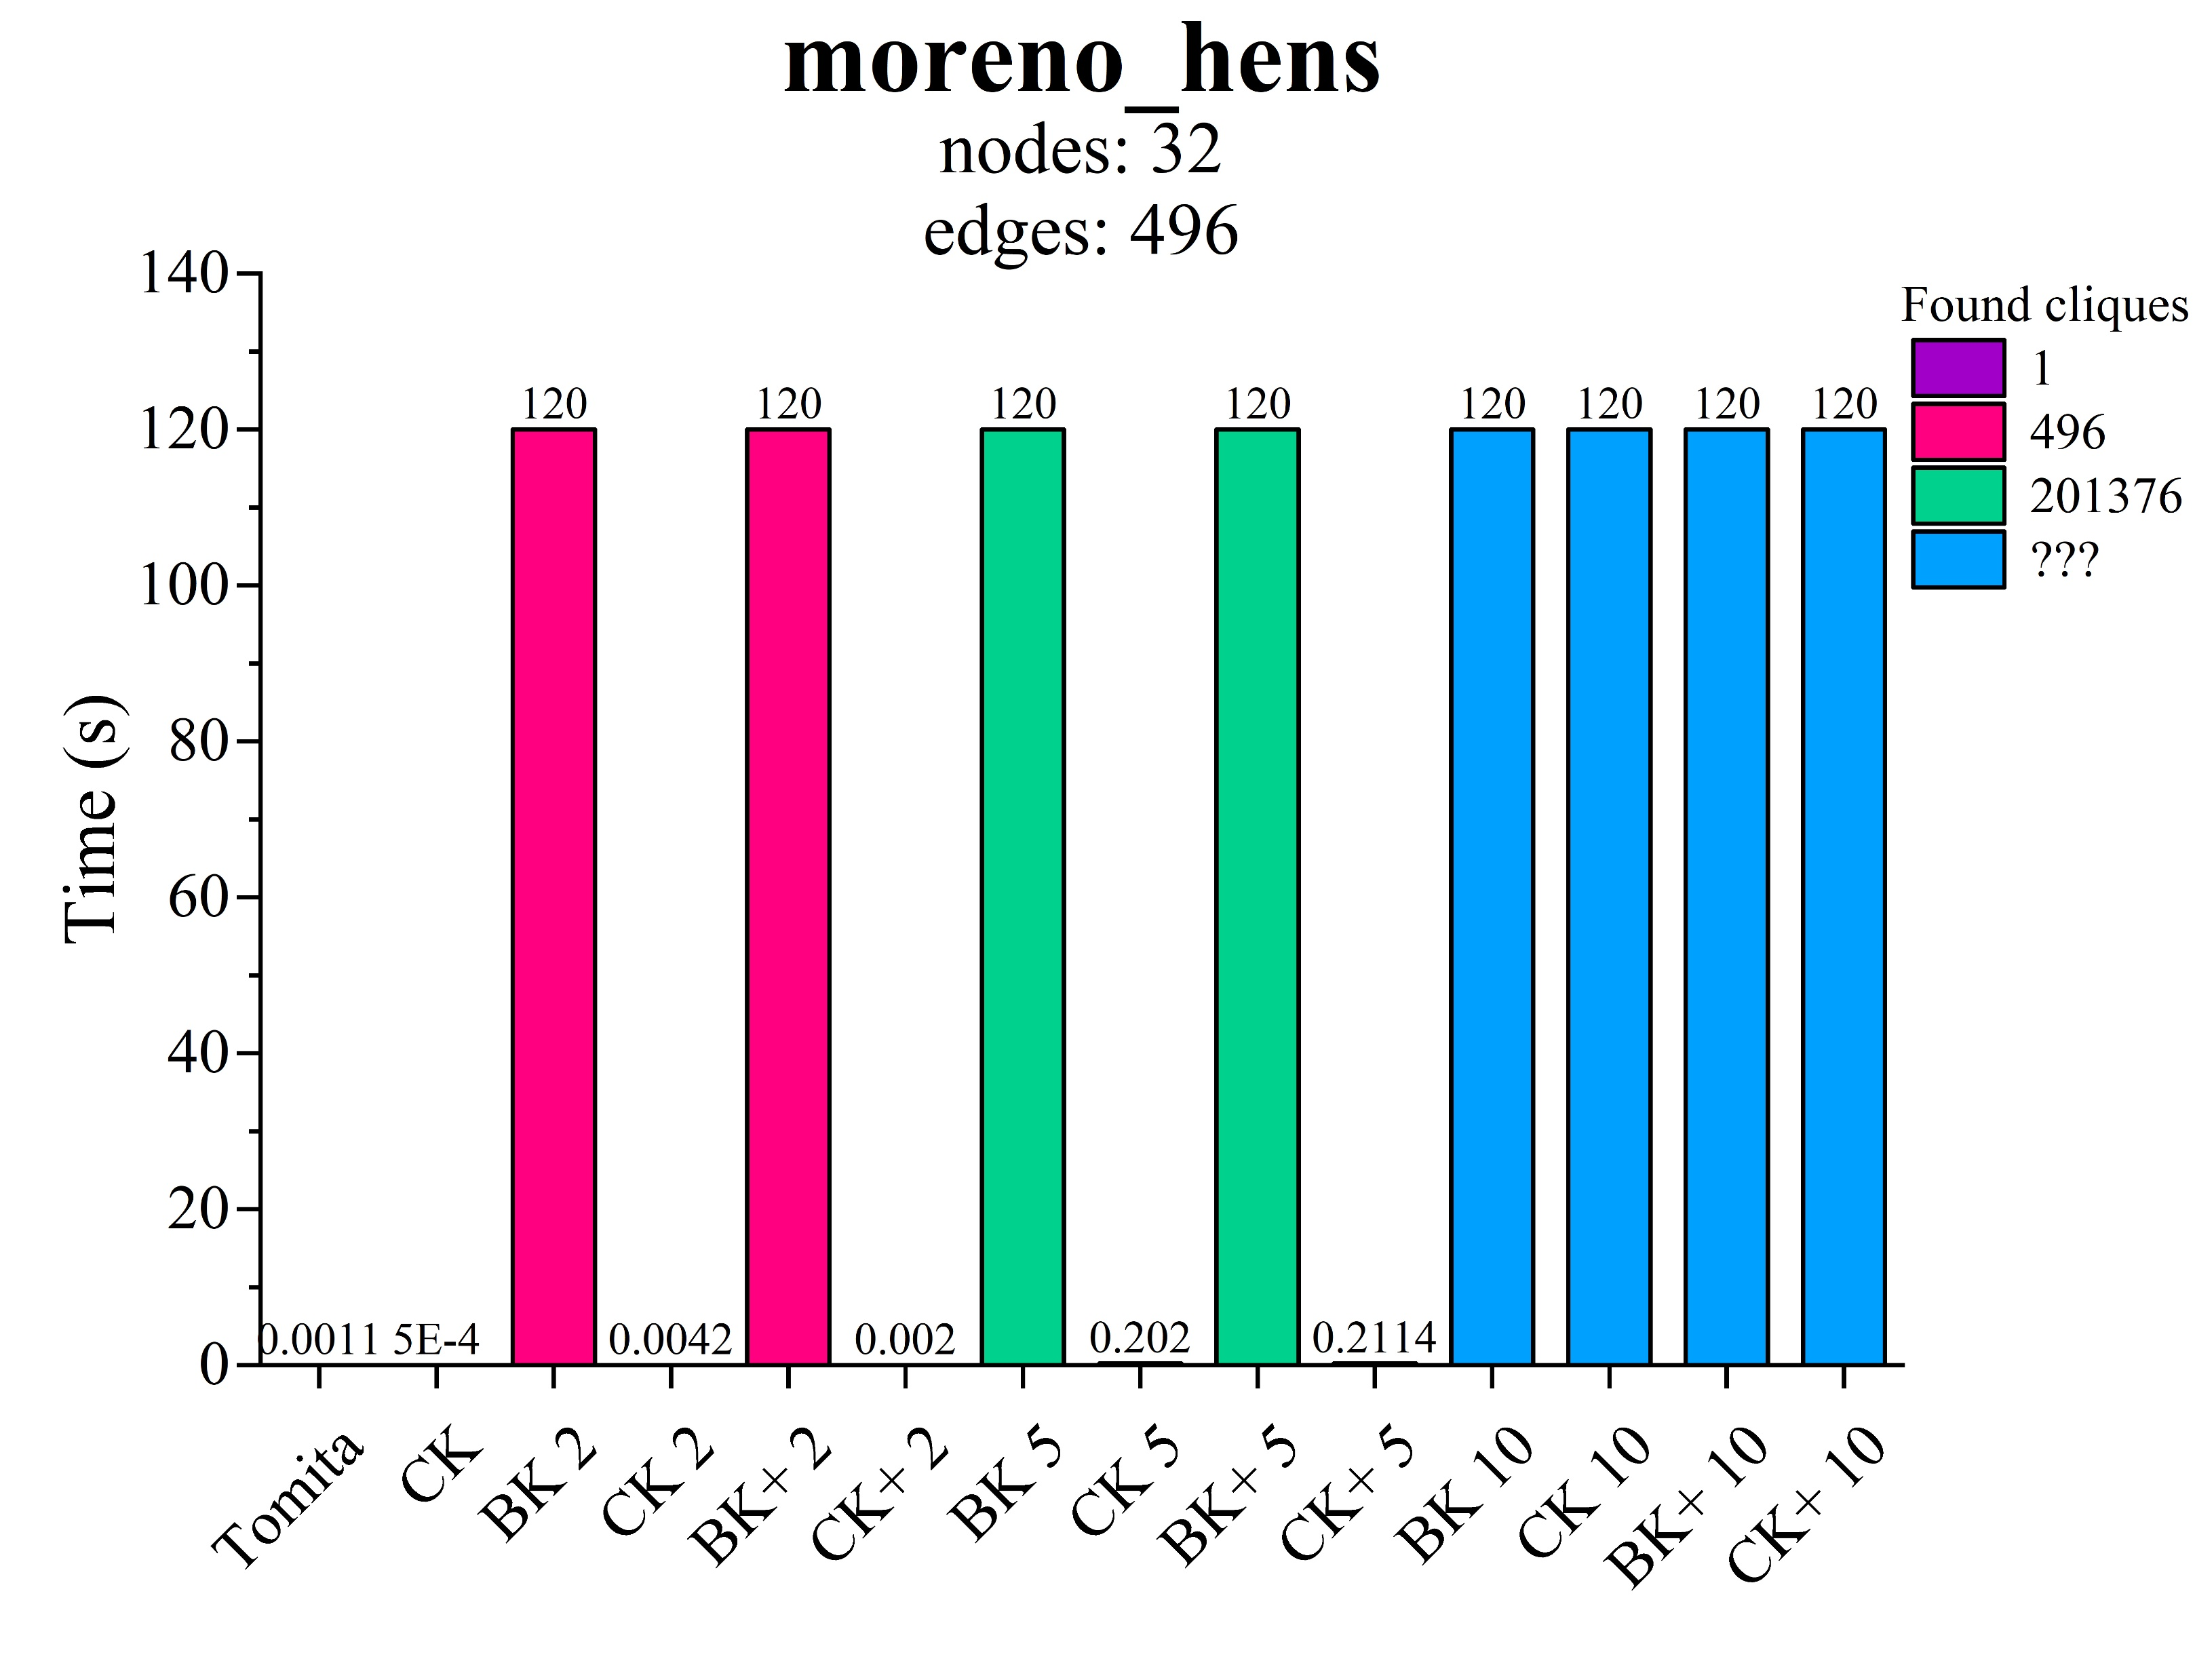 moreno_hens
nodes: 32
edges: 496
Found cliques
1
496
201376
???
Time (s)
140
120
100
80
60
40
20
0
0.0011 5E-4 120 0.0042 120 0.002 120 0.202 120 0.2114 120 120 120 120
Tomita CK BK 2 CK 2 BK+ 2 CK+ 2 BK 5 CK 5 BK+ 5 CK+ 5 BK 10 CK 10 BK+ 10 CK+ 10